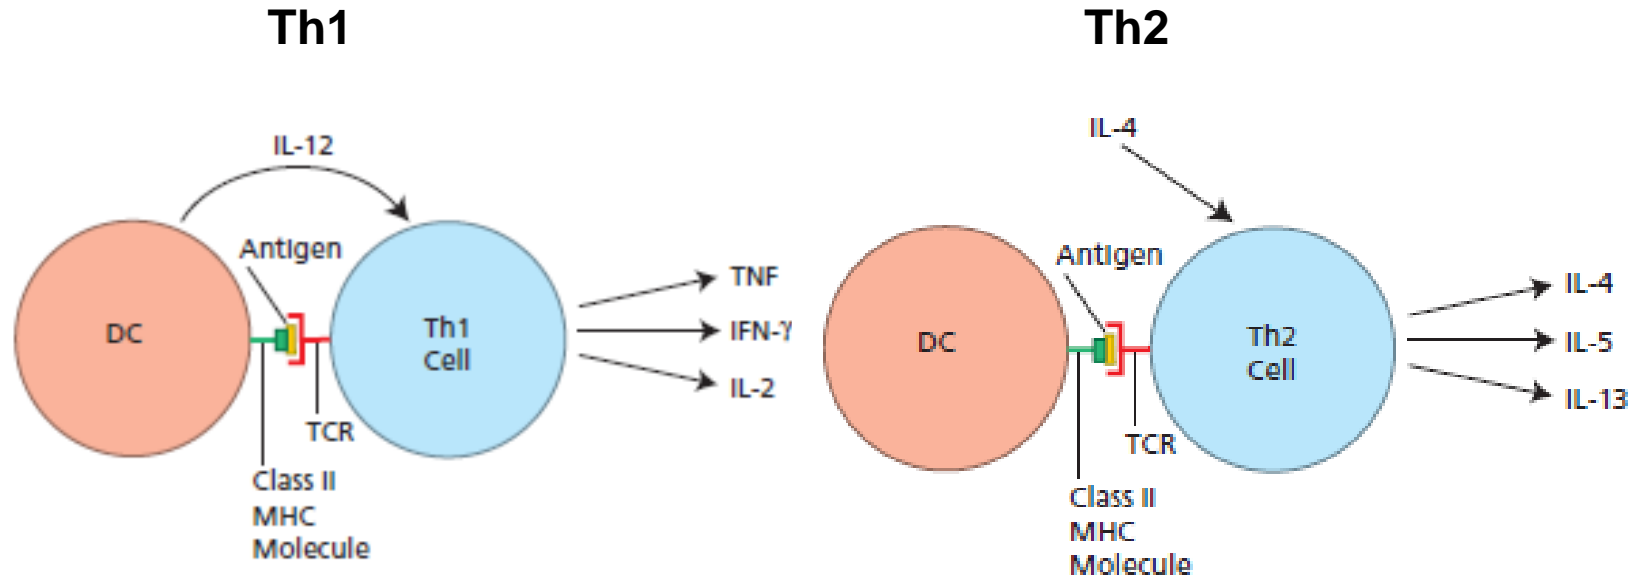 Th1
IL-12
Antigen
DC
Th1
Cell
TNF
IFN-γ
IL-2
TCR
Class II
MHC
Molecule
Th2
IL-4
Antigen
DC
Th2
Cell
IL-4
IL-5
IL-13
TCR
Class II
MHC
Molecule